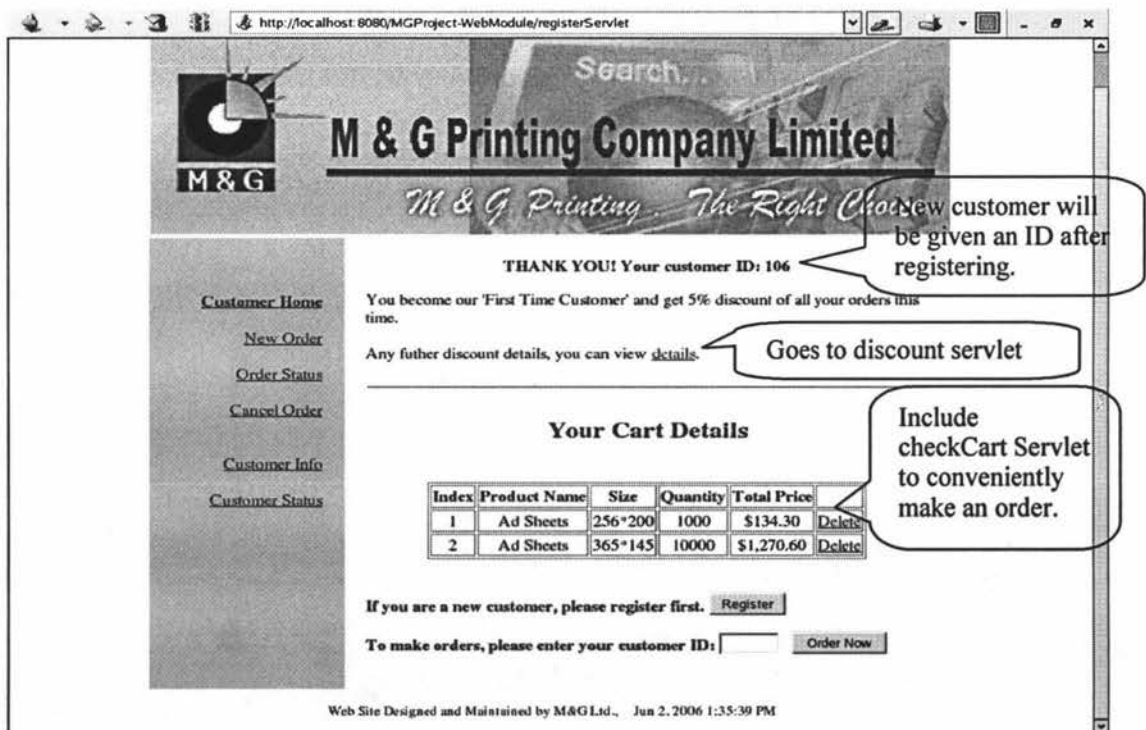 http://localhost:8080/MGProject-WebModule/registerServlet
Search...
M & G Printing Company Limited
M & G
M & G Printing . The Right Choice
New customer will
be given an ID after
registering.
THANK YOU! Your customer ID: 106
Customer Home
You become our 'First Time Customer' and get 5% discount of all your orders this
time.
New Order
Any futher discount details, you can view details.
Goes to discount servlet
Order Status
Cancel Order
Customer Info
Customer Status
Your Cart Details
Include
checkCart Servlet
to conveniently
make an order.
Index Product Name Size Quantity Total Price
1 Ad Sheets 256*200 1000 $134.30 Delete
2 Ad Sheets 365*145 10000 $1,270.60 Delete
If you are a new customer, please register first. Register
To make orders, please enter your customer ID: Order Now
Web Site Designed and Maintained by M&G Ltd., Jun 2, 2006 1:35:39 PM